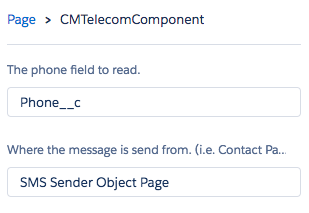 Page > CMTelecomComponent
The phone field to read.
Phone__c
Where the message is send from. (i.e. Contact Pa...
SMS Sender Object Page